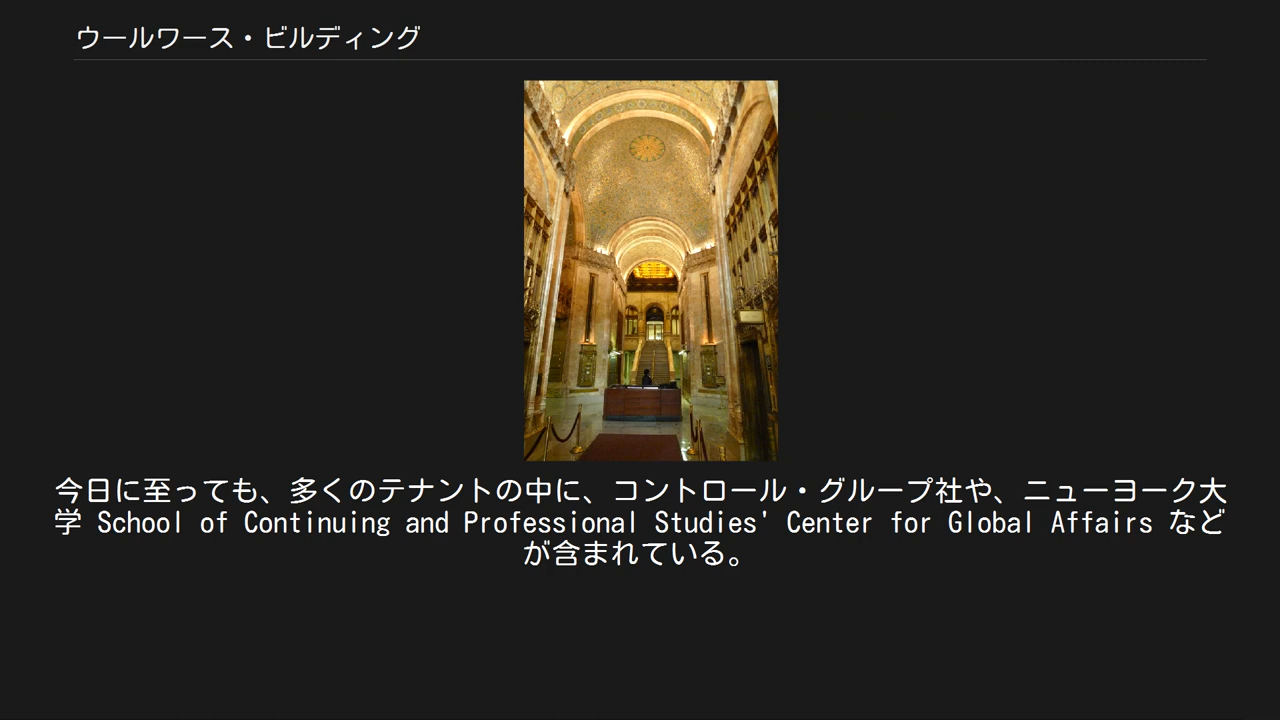 ウールワース・ビルディング
今日に至っても、多くのテナントの中に、コントロール・グループ社や、ニューヨーク大
学 School of Continuing and Professional Studies' Center for Global Affairs など
が含まれている。